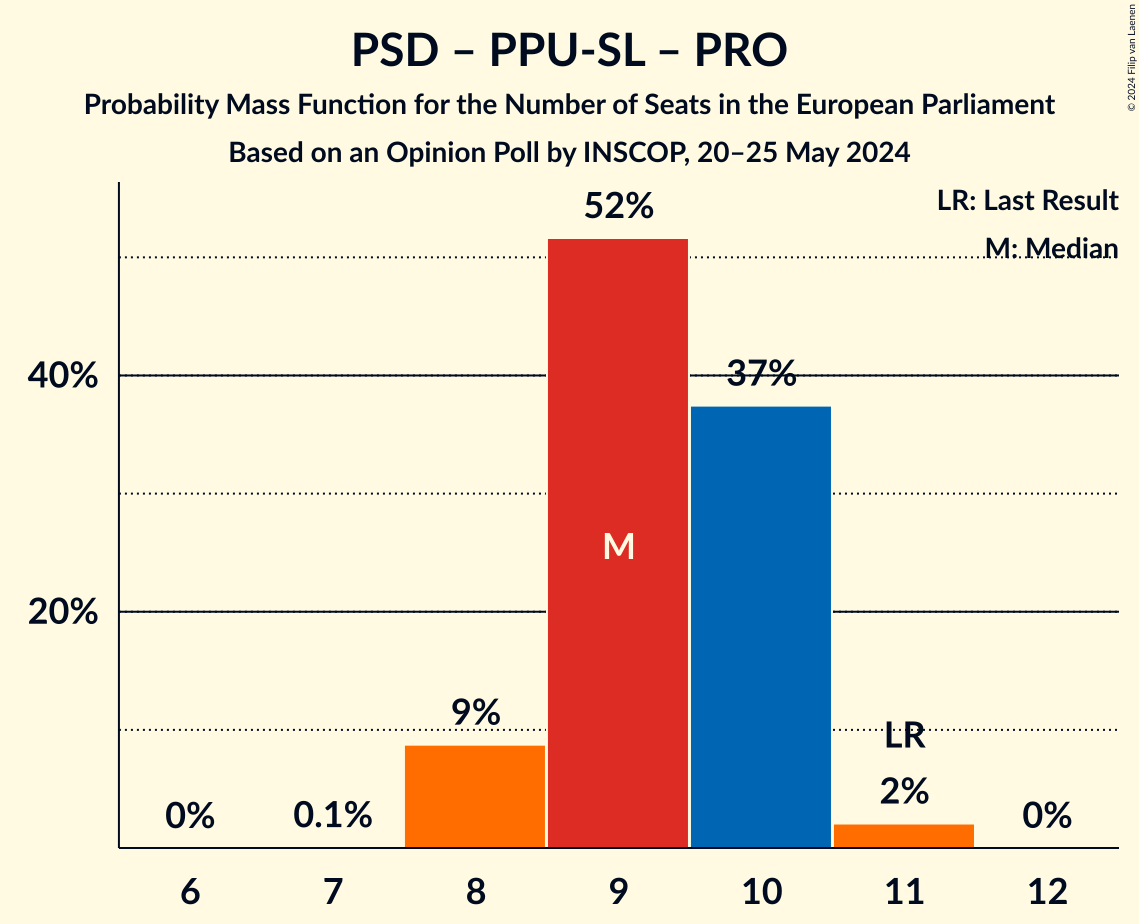 PSD – PPU-SL – PRO
Probability Mass Function for the Number of Seats in the European Parliament
Based on an Opinion Poll by INSCOP, 20–25 May 2024
© 2024 Filip van Laenen
LR: Last Result
M: Median
52%
40%
37%
M
20%
9%
LR
2%
0%
0.1%
0%
6
7
8
9
10
11
12